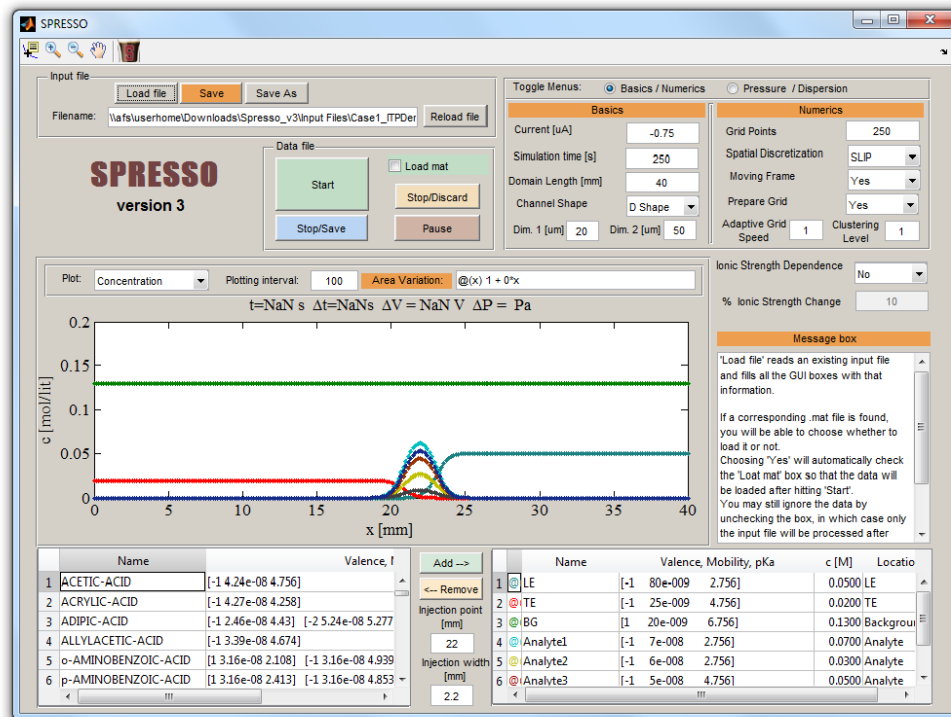 SPRESSO
Input file
Load file Save Save As
Filename: \\afs\userhome\Downloads\Spresso_v3\Input Files\Case1_ITPDer Reload file
SPRESSO
version 3
Data file
Start
Load mat
Stop/Discard
Stop/Save
Pause
Toggle Menus: Basics / Numerics Pressure / Dispersion
Basics
Current [uA] -0.75
Simulation time [s] 250
Domain Length [mm] 40
Channel Shape D Shape
Dim. 1 [um] 20 Dim. 2 [um] 50
Numerics
Grid Points 250
Spatial Discretization SLIP
Moving Frame Yes
Prepare Grid Yes
Adaptive Grid Speed 1 Clustering Level 1
Plot: Concentration Plotting interval: 100 Area Variation: @(x) 1 + 0*x
t=NaN s Δt=NaNs ΔV = NaN V ΔP = Pa
0.2
0.15
0.1
0.05
0
c [mol/lit]
0 5 10 15 20 25 30 35 40
x [mm]
Ionic Strength Dependence No
% Ionic Strength Change 10
Message box
'Load file' reads an existing input file
and fills all the GUI boxes with that
information.
If a corresponding .mat file is found,
you will be able to choose whether to
load it or not.
Choosing 'Yes' will automatically check
the 'Loat mat' box so that the data will
be loaded after hitting 'Start'.
You may still ignore the data by
unchecking the box, in which case only
the input file will be processed after
Name Valence, M
1 ACETIC-ACID [-1 4.24e-08 4.756]
2 ACRYLIC-ACID [-1 4.27e-08 4.258]
3 ADIPIC-ACID [-1 2.46e-08 4.43] [-2 5.24e-08 5.277
4 ALLYLACETIC-ACID [-1 3.39e-08 4.674]
5 o-AMINOBENZOIC-ACID [1 3.16e-08 2.108] [-1 3.16e-08 4.939
6 p-AMINOBENZOIC-ACID [1 3.16e-08 2.413] [-1 3.16e-08 4.853
Add -->
<-- Remove
Injection point
[mm]
22
Injection width
[mm]
2.2
Name Valence, Mobility, pKa c [M] Locatio
1 @ LE [-1 80e-009 2.756] 0.0500 LE
2 @( TE [-1 25e-009 4.756] 0.0200 TE
3 @( BG [1 20e-009 6.756] 0.1300 Backgrour
4 @( Analyte1 [-1 7e-008 2.756] 0.0700 Analyte
5 @( Analyte2 [-1 6e-008 2.756] 0.0300 Analyte
6 @( Analyte3 [-1 5e-008 4.756] 0.0500 Analyte